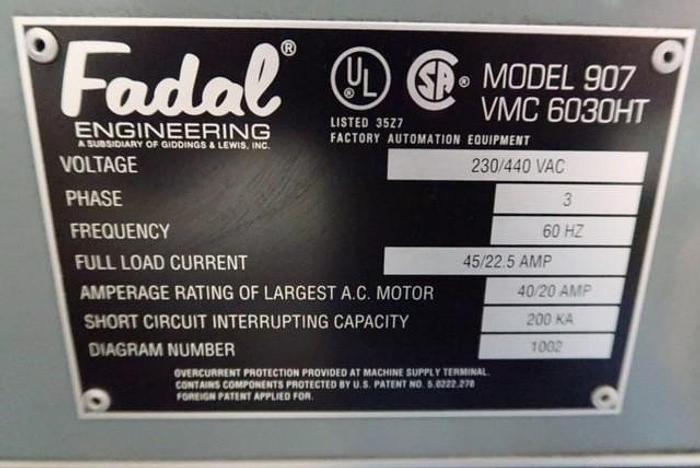 Fadal®
ENGINEERING
A SUBSIDIARY OF GIDDINGS & LEWIS, INC.
UL
LISTED 35Z7
SA®
MODEL 907
VMC 6030HT
FACTORY AUTOMATION EQUIPMENT
VOLTAGE 230/440 VAC
PHASE 3
FREQUENCY 60 HZ
FULL LOAD CURRENT 45/22.5 AMP
AMPERAGE RATING OF LARGEST A.C. MOTOR 40/20 AMP
SHORT CIRCUIT INTERRUPTING CAPACITY 200 KA
DIAGRAM NUMBER 1002
OVERCURRENT PROTECTION PROVIDED AT MACHINE SUPPLY TERMINAL.
CONTAINS COMPONENTS PROTECTED BY U.S. PATENT NO. 5,0222,278
FOREIGN PATENT APPLIED FOR.